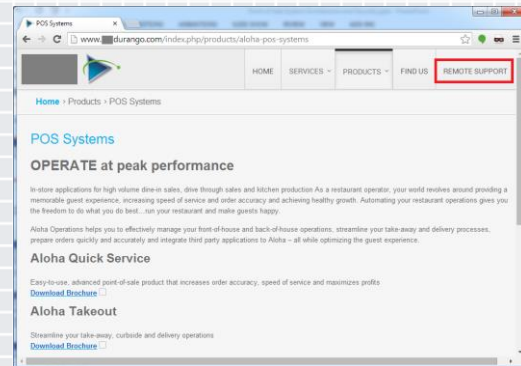 POS Systems
www.durango.com/index.php/products/aloha-pos-systems
HOME SERVICES PRODUCTS FIND US REMOTE SUPPORT
Home › Products › POS Systems
POS Systems
OPERATE at peak performance
In-store applications for high volume dine-in sales, drive through sales and kitchen production As a restaurant operator, your world revolves around providing a
memorable guest experience, increasing speed of service and order accuracy and achieving healthy growth. Automating your restaurant operations gives you
the freedom to do what you do best...run your restaurant and make guests happy.
Aloha Operations helps you to effectively manage your front-of-house and back-of-house operations, streamline your take-away and delivery processes,
prepare orders quickly and accurately and integrate third party applications to Aloha – all while optimizing the guest experience.
Aloha Quick Service
Easy-to-use, advanced point-of-sale product that increases order accuracy, speed of service and maximizes profits
Download Brochure
Aloha Takeout
Streamline your take-away, curbside and delivery operations
Download Brochure